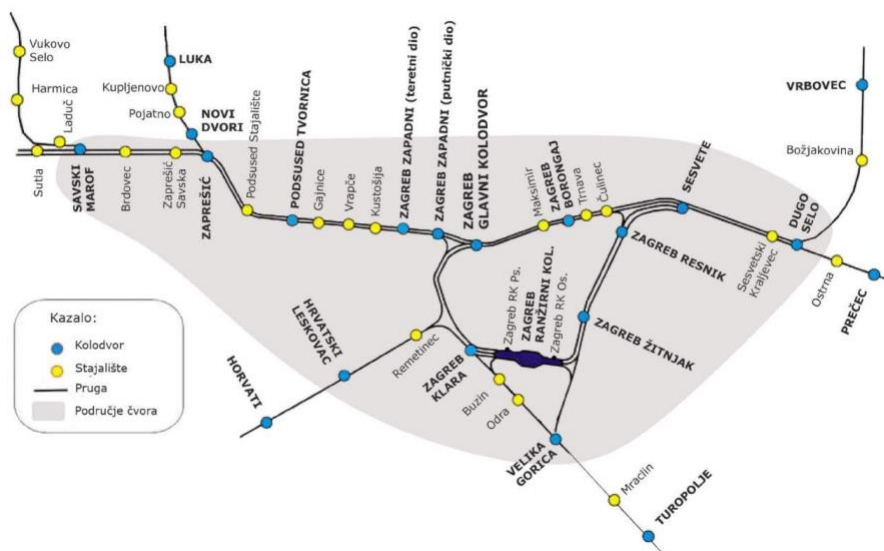 Vukovo
Selo
Harmica
Laduč
Sutla
SAVSKI
MAROF
Brdovec
Zaprešić
Savska
LUKA
Kupljenovo
Pojatno
NOVI
DVORI
ZAPREŠIĆ
Podsused Stajalište
PODSUSED TVORNICA
Gajnice
Vrapče
Kustošija
ZAGREB ZAPADNI (teretni dio)
ZAGREB ZAPADNI (putnički dio)
ZAGREB
GLAVNI KOLODVOR
Maksimir
ZAGREB
BORONGAJ
Trnava
Čulinec
SESVETE
ZAGREB RESNIK
Sesvetski
Kraljevec
DUGO
SELO
VRBOVEC
Božjakovina
Ostrna
PREČEC
ZAGREB ŽITNJAK
Zagreb RK Ps.
ZAGREB
RANŽIRNI KOL.
Zagreb RK Os.
Remetinec
HRVATSKI
LESKOVAC
HORVATI
ZAGREB
KLARA
Buzin
Odra
VELIKA
GORICA
Mraclin
TUROPOLJE
Kazalo:
Kolodvor
Stajalište
Pruga
Područje čvora